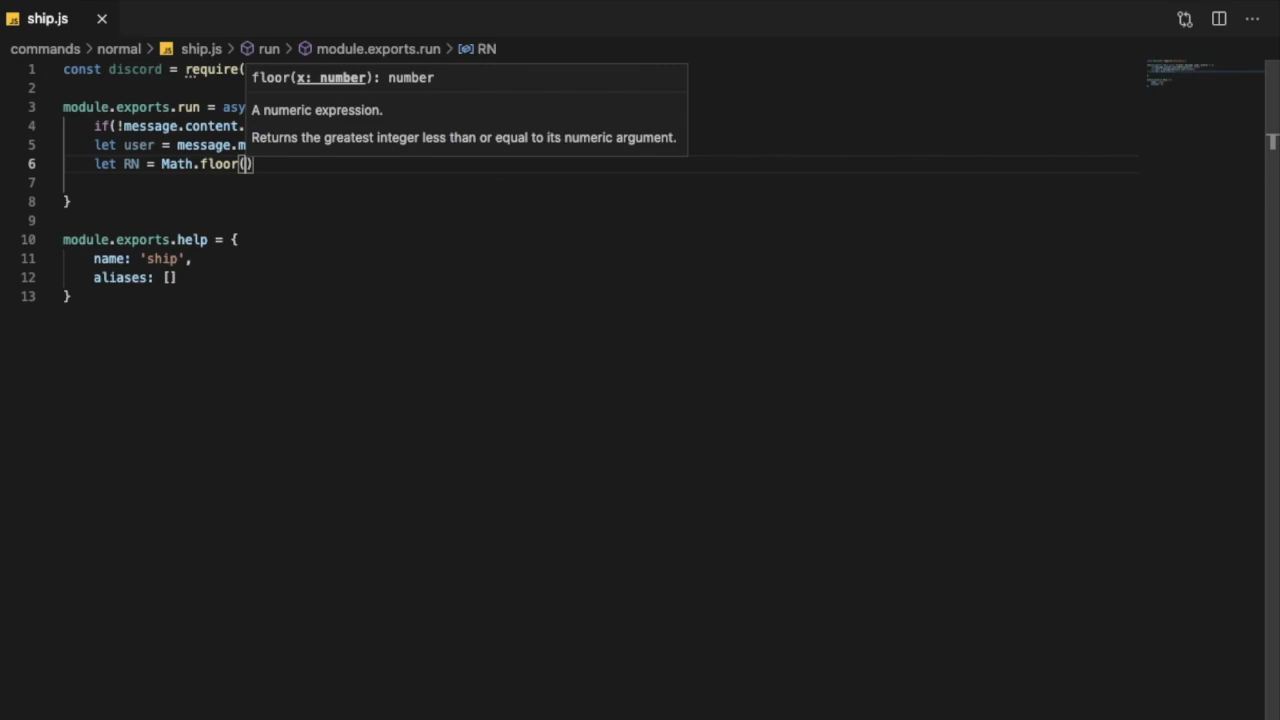 ship.js
commands > normal > ship.js > run > module.exports.run > RN
1 const discord = require(
2
3 module.exports.run = asy
4 if(!message.content.
5 let user = message.m
6 let RN = Math.floor()
7
8 }
9
10 module.exports.help = {
11 name: 'ship',
12 aliases: []
13 }
floor(x: number): number
A numeric expression.
Returns the greatest integer less than or equal to its numeric argument.